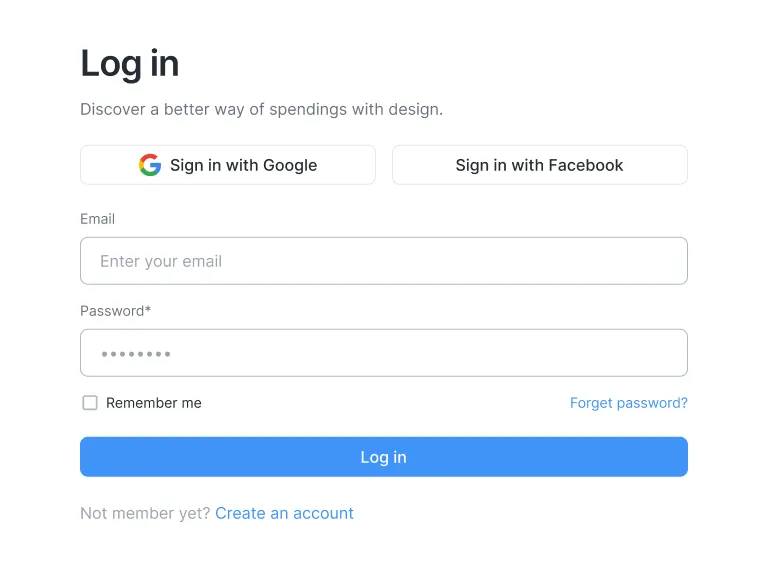 Log in
Discover a better way of spendings with design.
Sign in with Google
Sign in with Facebook
Email
Enter your email
Password*
••••••••
Remember me
Forget password?
Log in
Not member yet? Create an account